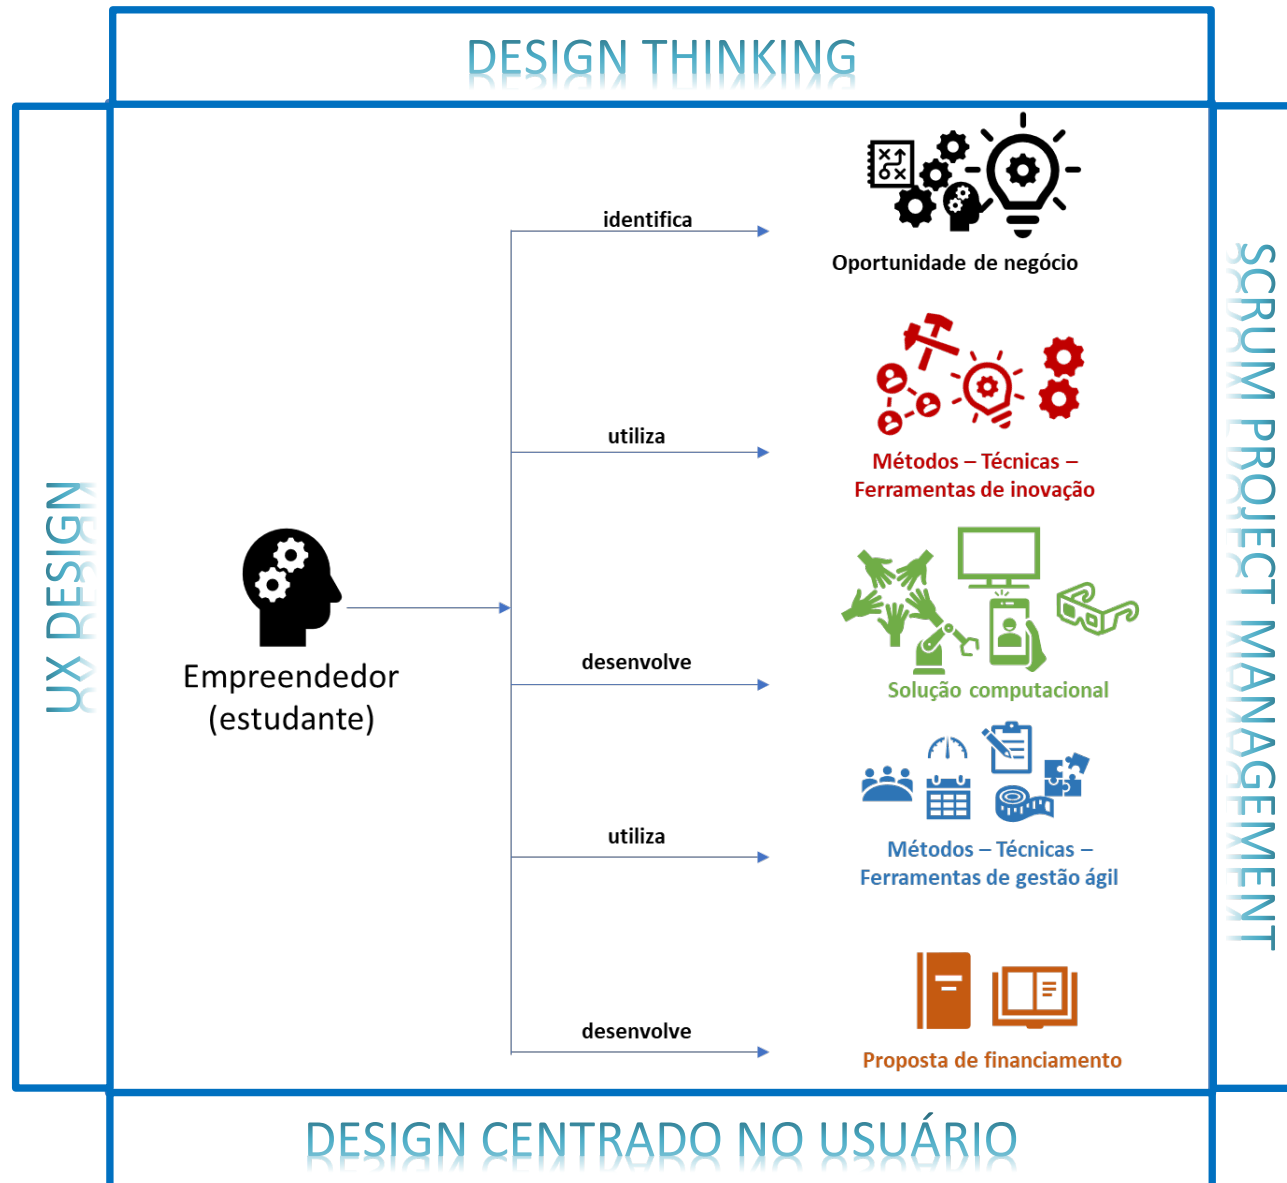 DESIGN THINKING
UX DESIGN
SCRUM PROJECT MANAGEMENT
Empreendedor
(estudante)
identifica
Oportunidade de negócio
utiliza
Métodos – Técnicas –
Ferramentas de inovação
desenvolve
Solução computacional
utiliza
Métodos – Técnicas –
Ferramentas de gestão ágil
desenvolve
Proposta de financiamento
DESIGN CENTRADO NO USUÁRIO